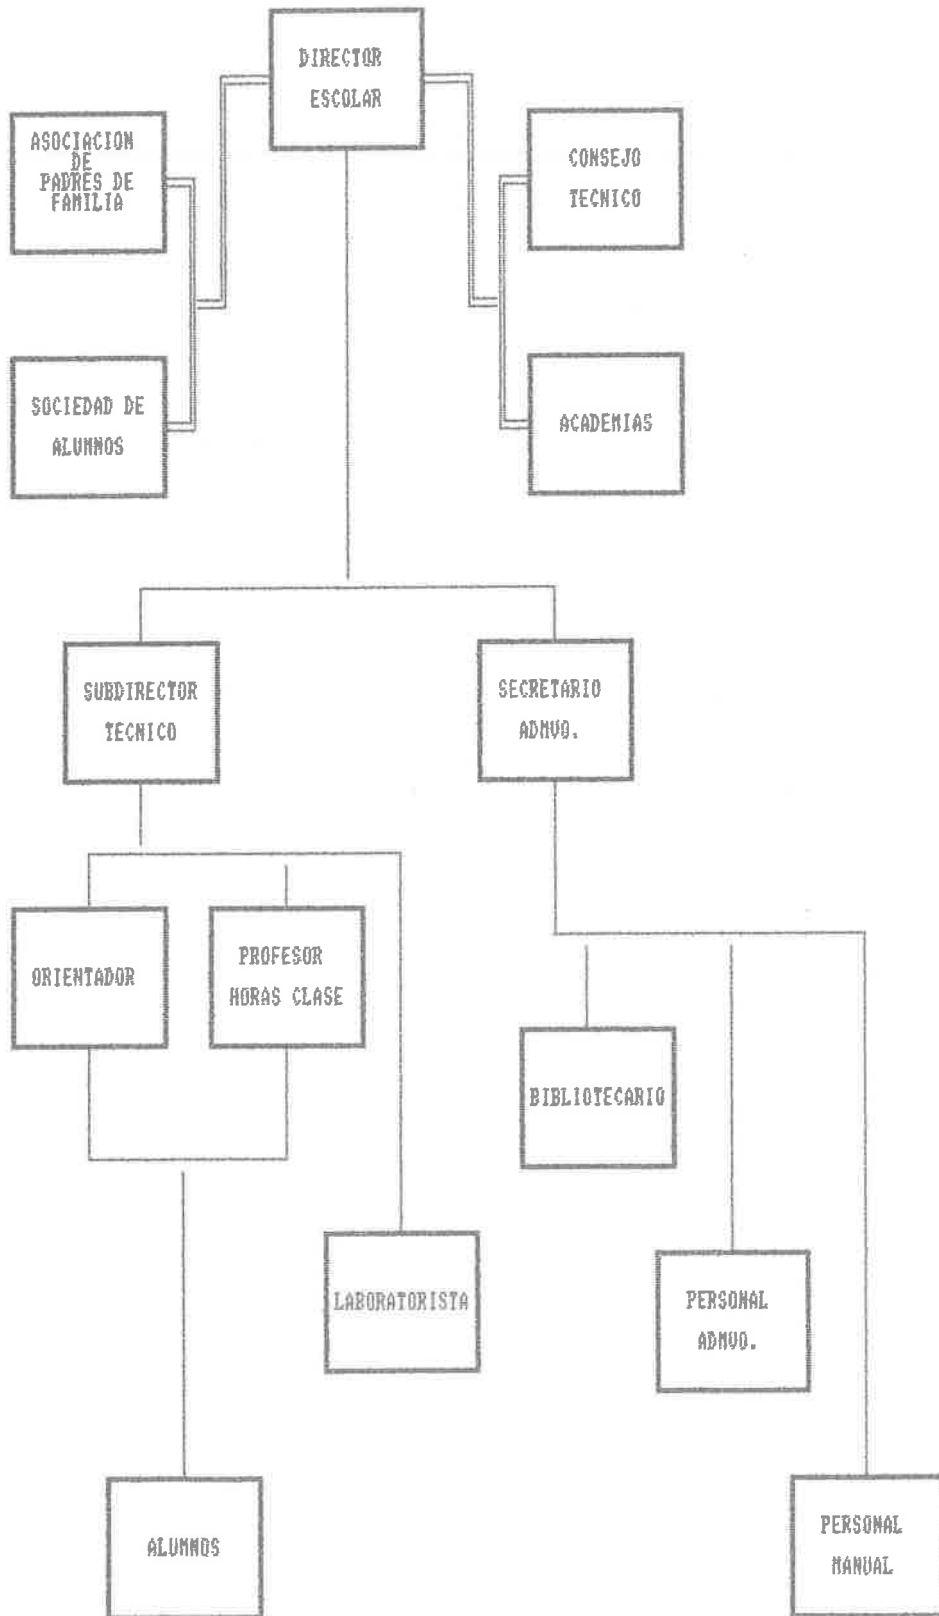 DIRECTOR
ESCOLAR
ASOCIACION
DE
PADRES DE
FAMILIA
CONSEJO
TECNICO
SOCIEDAD DE
ALUMNOS
ACADEMIAS
SUBDIRECTOR
TECNICO
SECRETARIO
ADMVO.
ORIENTADOR
PROFESOR
HORAS CLASE
BIBLIOTECARIO
LABORATORISTA
PERSONAL
ADMVO.
ALUMNOS
PERSONAL
MANUAL